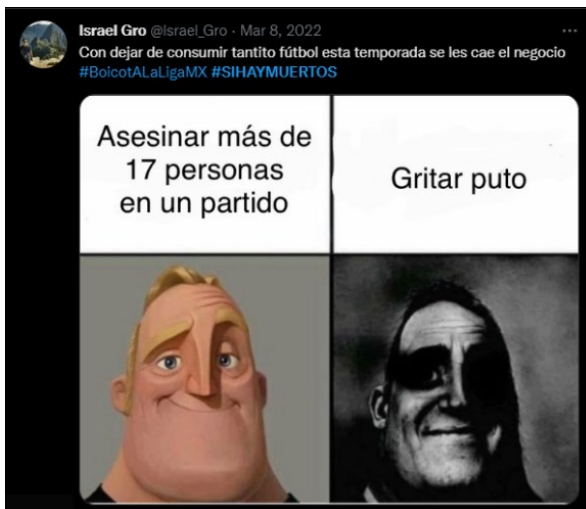 Israel Gro @Israel_Gro · Mar 8, 2022
Con dejar de consumir tantito fútbol esta temporada se les cae el negocio
#BoicotALaLigaMX #SIHAYMUERTOS
Asesinar más de
17 personas
en un partido
Gritar puto